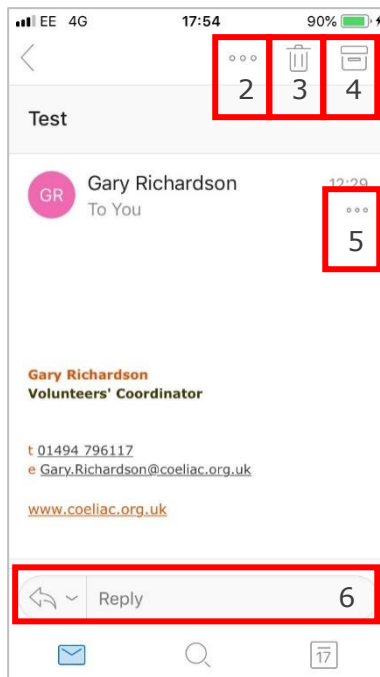 EE 4G 17:54 90%
2 3 4
Test
GR Gary Richardson 12:29
To You
5
Gary Richardson
Volunteers' Coordinator
t 01494 796117
e Gary.Richardson@coeliac.org.uk
www.coeliac.org.uk
Reply 6
17